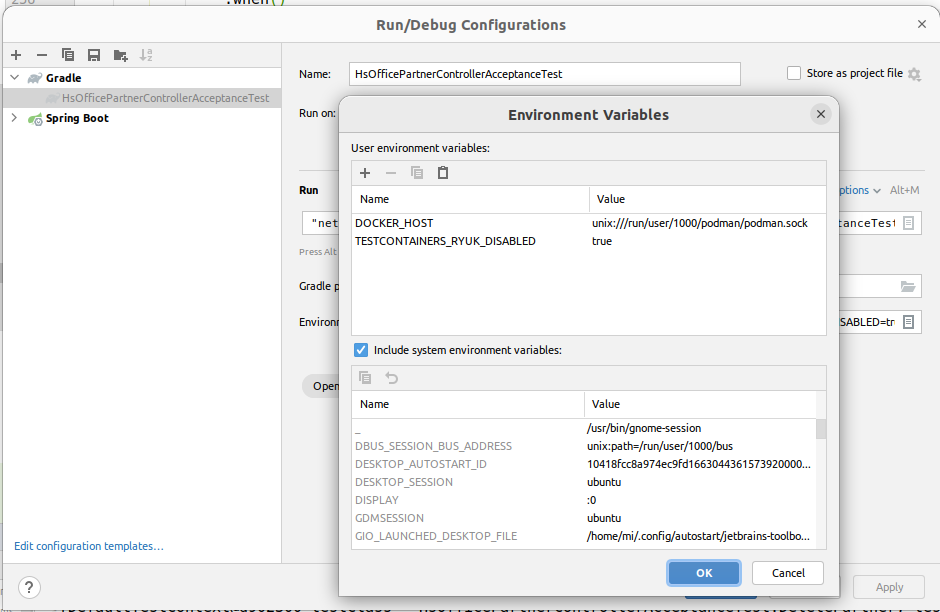 .when()
Run/Debug Configurations
Gradle
HsOfficePartnerControllerAcceptanceTest
Spring Boot
Edit configuration templates...
Name:
HsOfficePartnerControllerAcceptanceTest
Store as project file
Run on:
Run
ptions
Alt+M
"net
tanceTest
Press Alt
Gradle p
Environ
SABLED=tr
Open
Environment Variables
User environment variables:
Name Value
DOCKER_HOST unix:///run/user/1000/podman/podman.sock
TESTCONTAINERS_RYUK_DISABLED true
Include system environment variables:
Name Value
_ /usr/bin/gnome-session
DBUS_SESSION_BUS_ADDRESS unix:path=/run/user/1000/bus
DESKTOP_AUTOSTART_ID 10418fcc8a974ec9fd1663044361573920000...
DESKTOP_SESSION ubuntu
DISPLAY :0
GDMSESSION ubuntu
GIO_LAUNCHED_DESKTOP_FILE /home/mi/.config/autostart/jetbrains-toolbo...
OK Cancel
? Apply